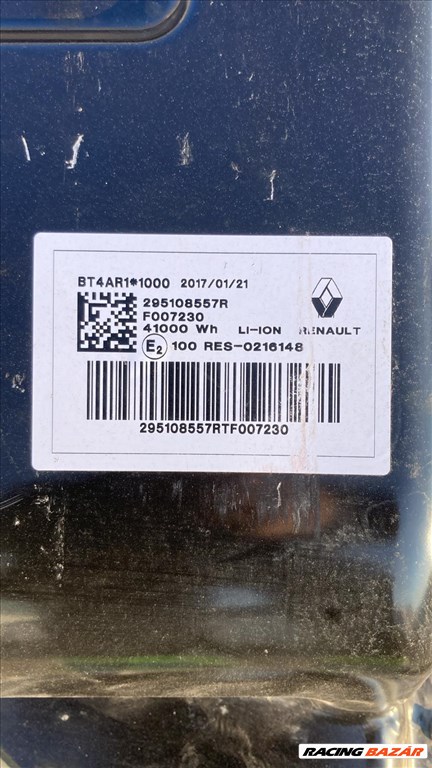 BT4AR1*1000 2017/01/21
295108557R
F007230
41000 Wh LI-ION RENAULT
E2 100 RES-0216148
295108557RTF007230
RACING BAZÁR